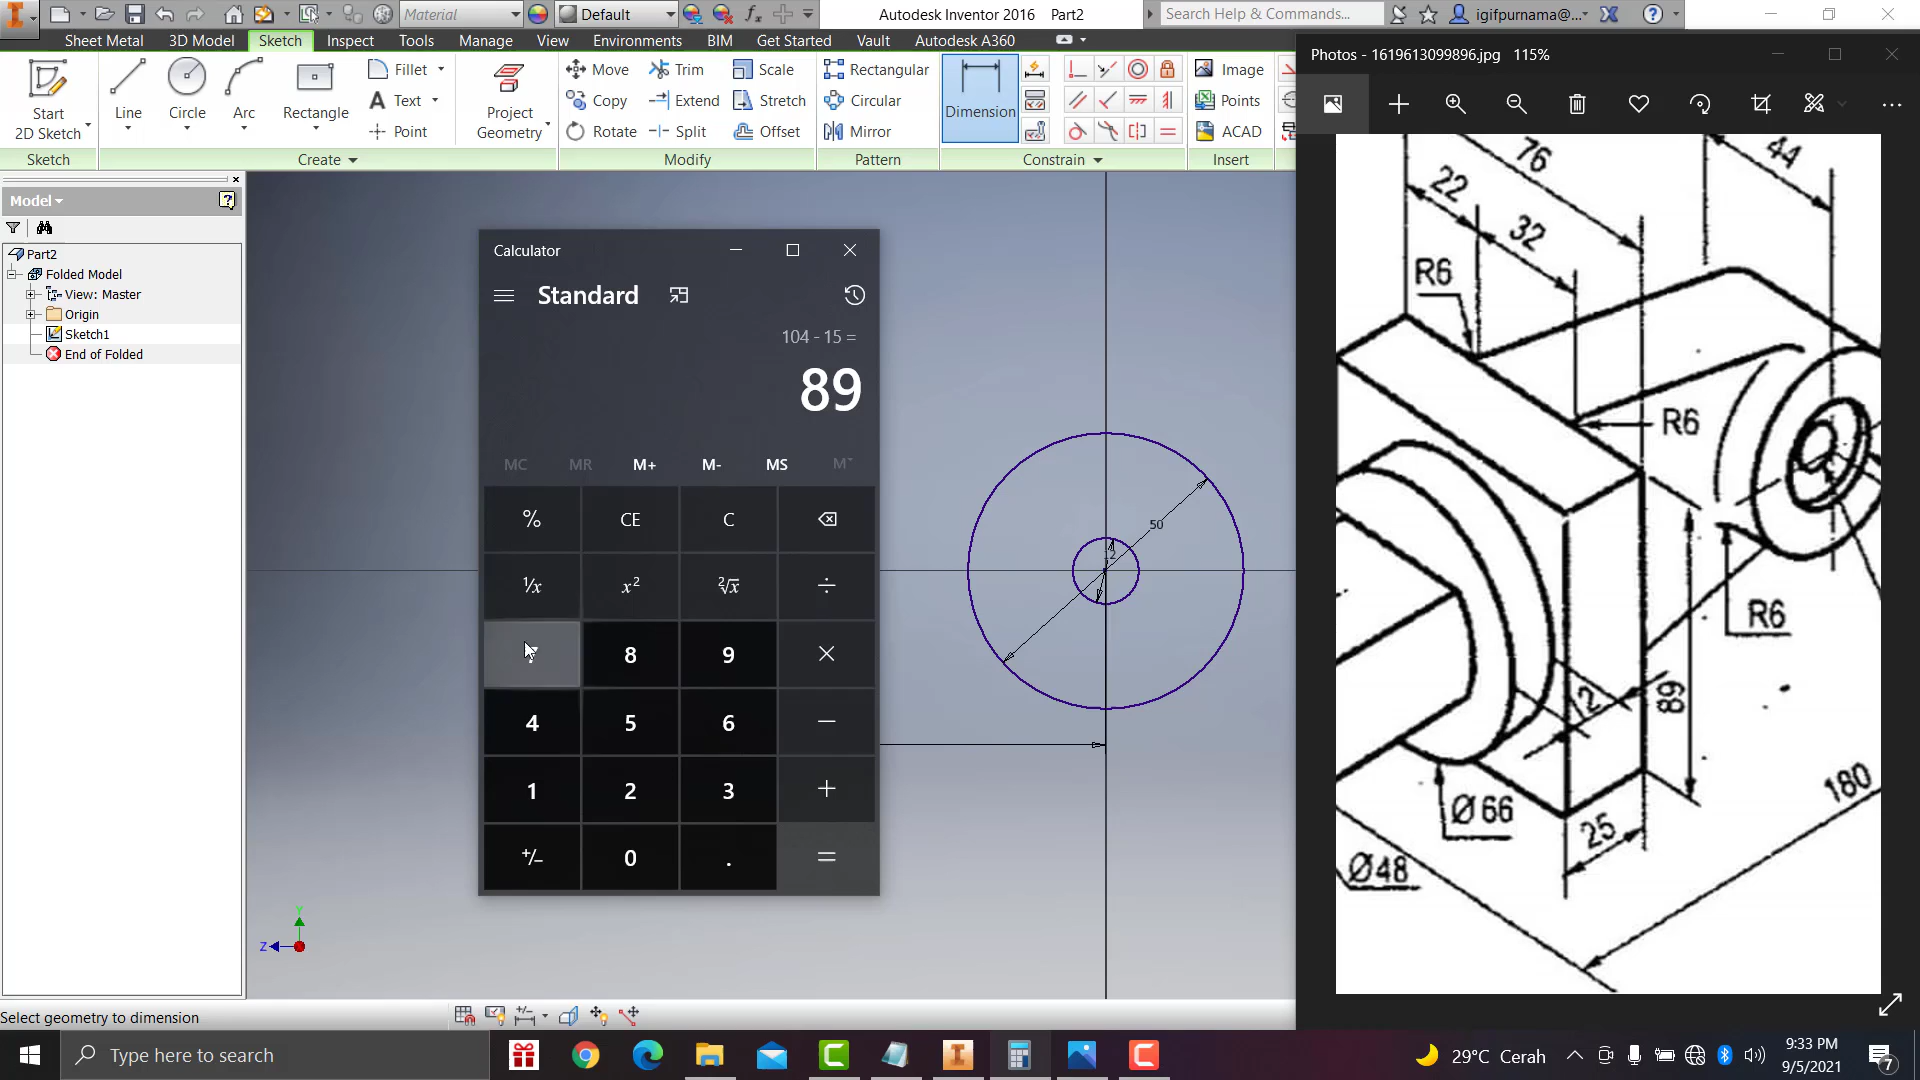 Material
Default
Autodesk Inventor 2016 Part2
Search Help & Commands...
igifpurnama@...
Sheet Metal 3D Model Sketch Inspect Tools Manage View Environments BIM Get Started Vault Autodesk A360
Start
2D Sketch
Line
Circle
Arc
Rectangle
Fillet
Text
Point
Project
Geometry
Move
Copy
Rotate
Trim
Extend
Split
Scale
Stretch
Offset
Rectangular
Circular
Mirror
Dimension
Image
Points
ACAD
Sketch
Create
Modify
Pattern
Constrain
Insert
Model
Part2
Folded Model
View: Master
Origin
Sketch1
End of Folded
Calculator
Standard
104 - 15 =
89
MC MR M+ M- MS M
% CE C
⅟x x² ²√x ÷
8 9 ×
4 5 6 −
1 2 3 +
+/− 0 . =
50
Z
Y
Photos - 1619613099896.jpg 115%
76
44
22
32
R6
R6
R6
12
89
Ø66
25
180
Ø48
Select geometry to dimension
Type here to search
29°C Cerah
9:33 PM
9/5/2021
7